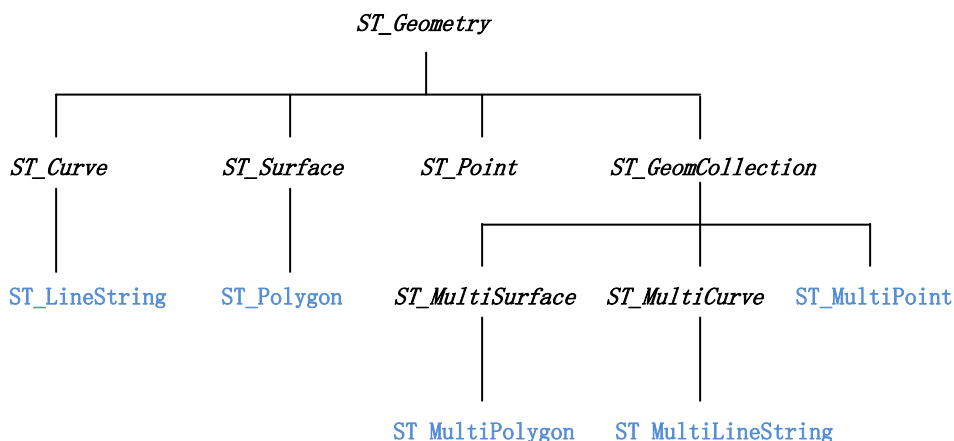 ST_Geometry
ST_Curve ST_Surface ST_Point ST_GeomCollection
ST_LineString ST_Polygon ST_MultiSurface ST_MultiCurve ST_MultiPoint
ST_MultiPolygon ST_MultiLineString